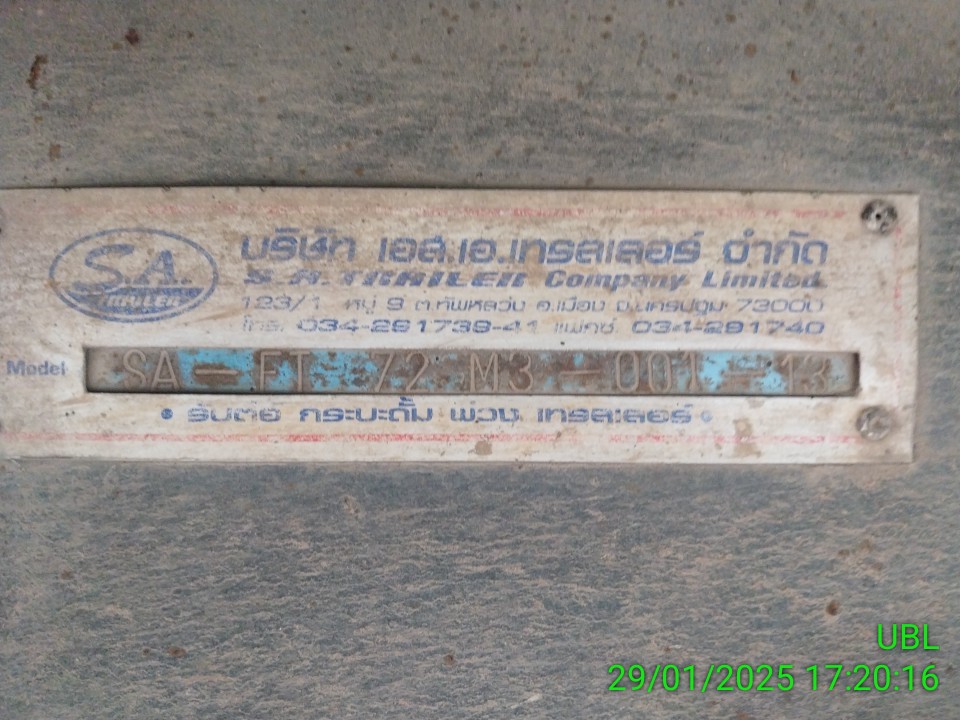 S.A.
TRAILER
บริษัท เอส.เอ.เทรลเลอร์ จำกัด
S.A. TRAILER Company Limited.
123/1 หมู่ 9 ต.ทัพหลวง อ.เมือง จ.นครปฐม 73000
โทร. 034-291739-41 แฟกซ์. 034-291740
Model SA - FT - 72 M3 - 001 - 13
• รับต่อ กระบะดั๊ม พ่วง เทรลเลอร์ •
UBL
29/01/2025 17:20:16